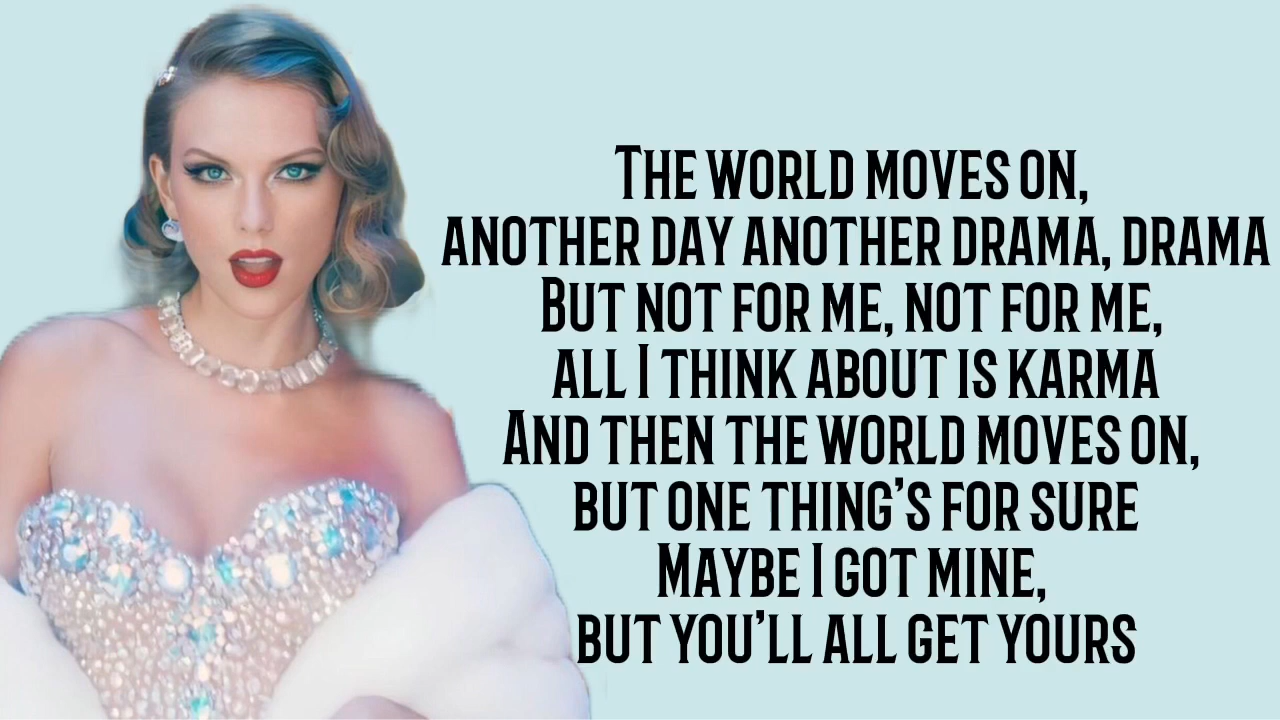 The world moves on,
another day another drama, drama
But not for me, not for me,
all I think about is karma
And then the world moves on,
but one thing's for sure
Maybe I got mine,
but you'll all get yours